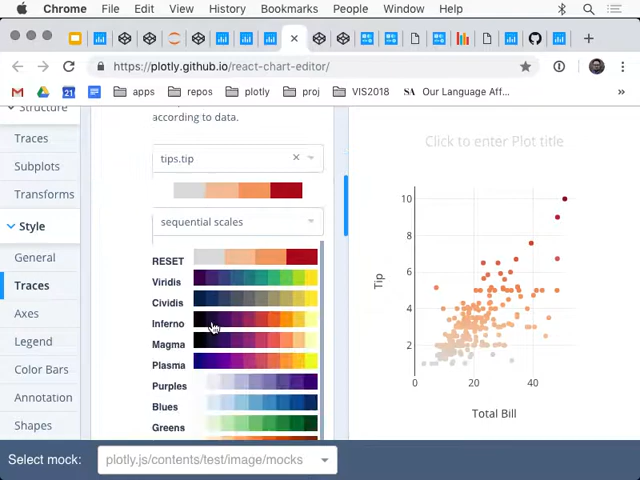 Chrome File Edit View History Bookmarks People Window Help
https://plotly.github.io/react-chart-editor/
apps repos plotly proj VIS2018 SA Our Language Aff...
Structure
Traces
Subplots
Transforms
Style
General
Traces
Axes
Legend
Color Bars
Annotation
Shapes
according to data.
tips.tip
sequential scales
RESET
Viridis
Cividis
Inferno
Magma
Plasma
Purples
Blues
Greens
Click to enter Plot title
10
8
6
4
2
Tip
0 20 40
Total Bill
Select mock: plotly.js/contents/test/image/mocks